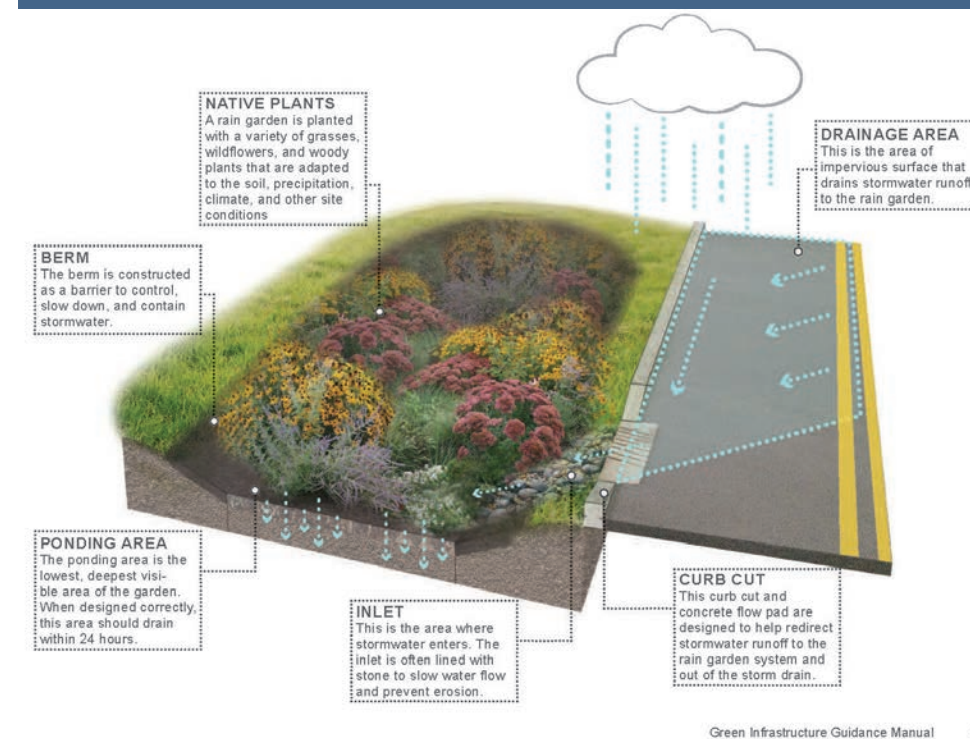 NATIVE PLANTS
A rain garden is planted
with a variety of grasses,
wildflowers, and woody
plants that are adapted
to the soil, precipitation,
climate, and other site
conditions
DRAINAGE AREA
This is the area of
impervious surface that
drains stormwater runoff
to the rain garden.
BERM
The berm is constructed
as a barrier to control,
slow down, and contain
stormwater.
PONDING AREA
The ponding area is the
lowest, deepest visi-
ble area of the garden.
When designed correctly,
this area should drain
within 24 hours.
INLET
This is the area where
stormwater enters. The
inlet is often lined with
stone to slow water flow
and prevent erosion.
CURB CUT
This curb cut and
concrete flow pad are
designed to help redirect
stormwater runoff to the
rain garden system and
out of the storm drain.
Green Infrastructure Guidance Manual